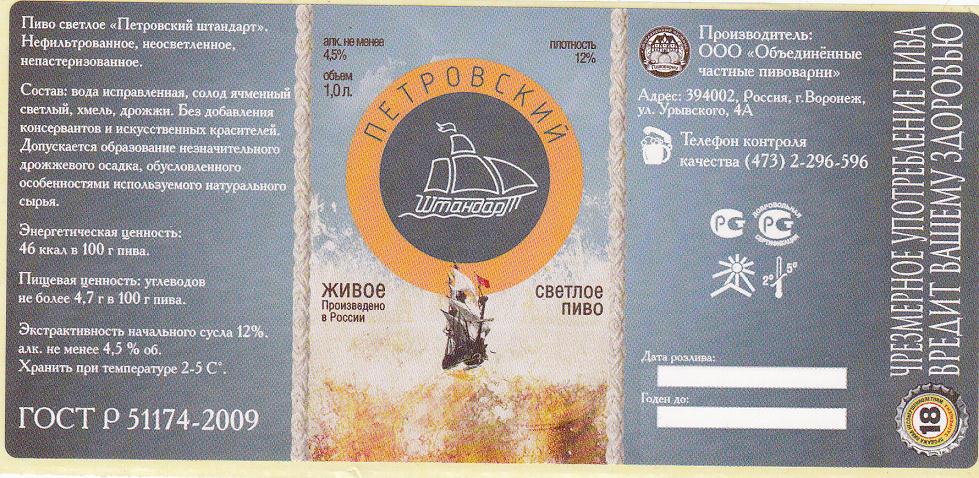 Пиво светлое «Петровский штандарт».
Нефильтрованное, неосветленное,
непастеризованное.
Состав: вода исправленная, солод ячменный
светлый, хмель, дрожжи. Без добавления
консервантов и искусственных красителей.
Допускается образование незначительного
дрожжевого осадка, обусловленного
особенностями используемого натурального
сырья.
Энергетическая ценность:
46 ккал в 100 г пива.
Пищевая ценность: углеводов
не более 4,7 г в 100 г пива.
Экстрактивность начального сусла 12%.
алк. не менее 4,5 % об.
Хранить при температуре 2-5 С°.
ГОСТ Р 51174-2009
алк. не менее
4,5%
объем
1,0 л.
плотность
12%
ПЕТРОВСКИЙ
Штандарт
ЖИВОЕ
Произведено
в России
светлое
пиво
Производитель:
ООО «Объединённые
частные пивоварни»
Адрес: 394002, Россия, г.Воронеж,
ул. Урывского, 4А
Телефон контроля
качества (473) 2-296-596
РСТ
ДОБРОВОЛЬНАЯ
РСТ
СЕРТИФИКАЦИЯ
2° 5°
Дата розлива:
Годен до:
ЧРЕЗМЕРНОЕ УПОТРЕБЛЕНИЕ ПИВА
ВРЕДИТ ВАШЕМУ ЗДОРОВЬЮ
18